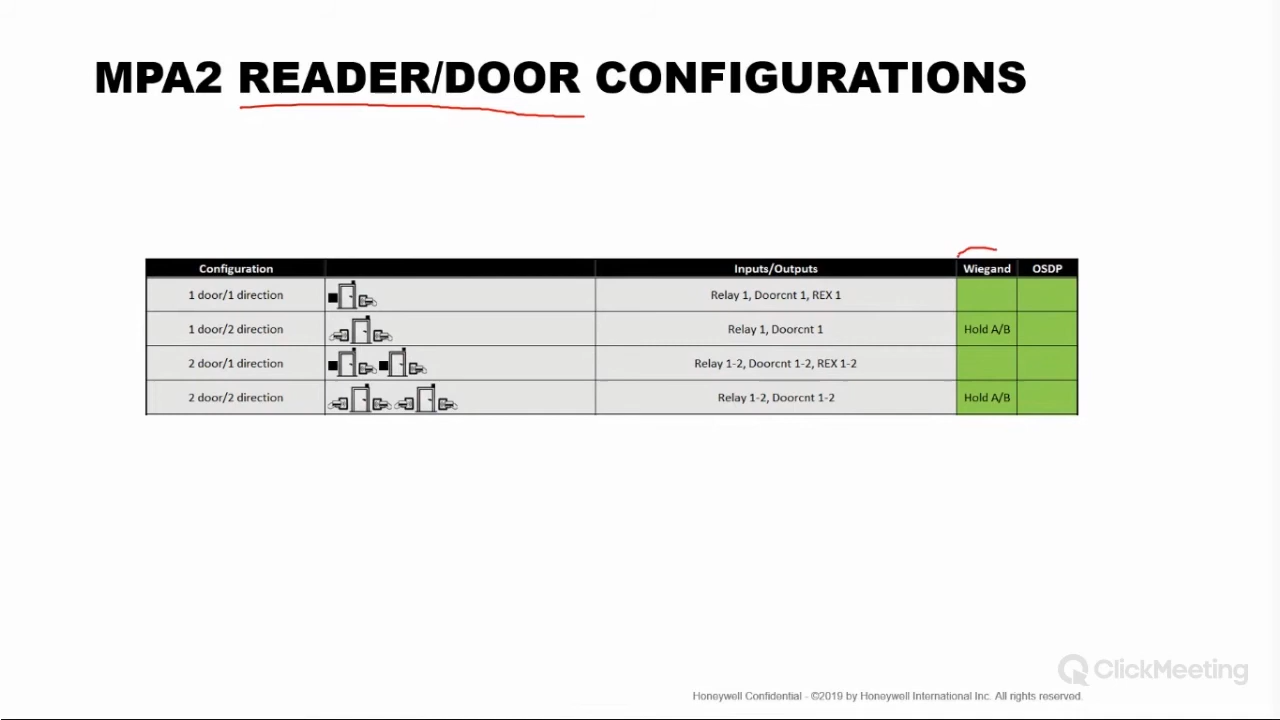 MPA2 READER/DOOR CONFIGURATIONS
Configuration Inputs/Outputs Wiegand OSDP
1 door/1 direction Relay 1, Doorcnt 1, REX 1
1 door/2 direction Relay 1, Doorcnt 1 Hold A/B
2 door/1 direction Relay 1-2, Doorcnt 1-2, REX 1-2
2 door/2 direction Relay 1-2, Doorcnt 1-2 Hold A/B
ClickMeeting
Honeywell Confidential - ©2019 by Honeywell International Inc. All rights reserved.